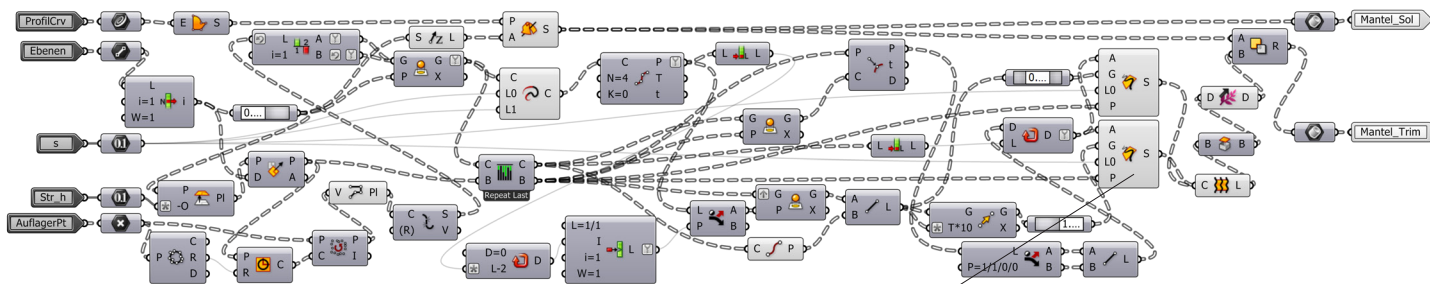 ProfilCrv
Ebenen
s
Str_h
AuflagerPt
E S
L
i=1 i
W=1
0....
P
-O Pl
P P
D A
C
P R
D
P C
R
P P
C I
V Pl
C S
(R) V
L A
i=1 B
S L
G G
P X
P S
A
C
L0 C
L1
C P
N=4 T
K=0 t
C C
B B
Repeat Last
D=0
L-2 D
L=1/1
I
i=1 L
W=1
L L
L A
P B
G G
P X
G G
P X
C P
A L
B
P P
t
C D
L L
G G
T*10 X
0....
1....
L A
P=1/1/0/0 B
D D
L
A L
B
A
G S
L0
P
A
G S
L0
P
D D
B B
C L
A R
B
Mantel_Sol
Mantel_Trim